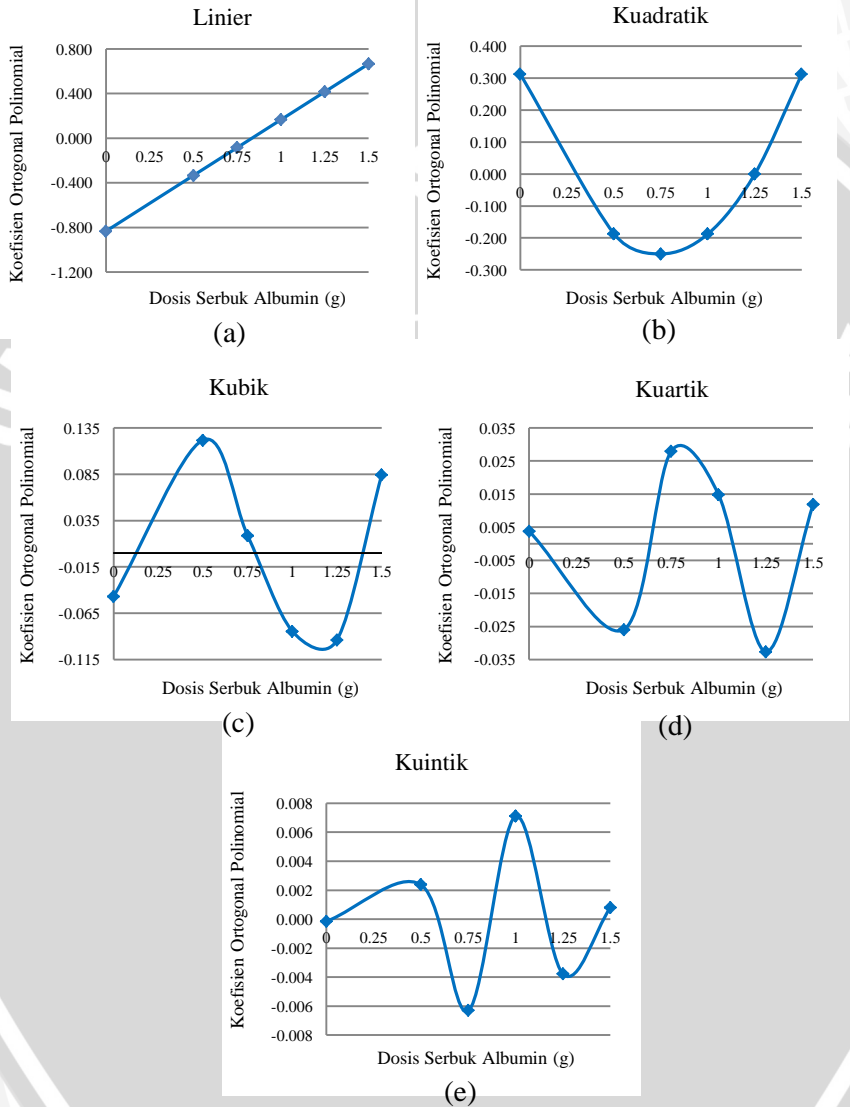 Linier
Koefisien Ortogonal Polinomial
0.800
0.400
0.000
-0.400
-0.800
-1.200
0 0.25 0.5 0.75 1 1.25 1.5
Dosis Serbuk Albumin (g)
(a)
Kuadratik
Koefisien Ortogonal Polinomial
0.400
0.300
0.200
0.100
0.000
-0.100
-0.200
-0.300
0 0.25 0.5 0.75 1 1.25 1.5
Dosis Serbuk Albumin (g)
(b)
Kubik
Koefisien Ortogonal Polinomial
0.135
0.085
0.035
-0.015
-0.065
-0.115
0 0.25 0.5 0.75 1 1.25 1.5
Dosis Serbuk Albumin (g)
(c)
Kuartik
Koefisien Ortogonal Polinomial
0.035
0.025
0.015
0.005
-0.005
-0.015
-0.025
-0.035
0 0.25 0.5 0.75 1 1.25 1.5
Dosis Serbuk Albumin (g)
(d)
Kuintik
Koefisien Ortogonal Polinomial
0.008
0.006
0.004
0.002
0.000
-0.002
-0.004
-0.006
-0.008
0 0.25 0.5 0.75 1 1.25 1.5
Dosis Serbuk Albumin (g)
(e)